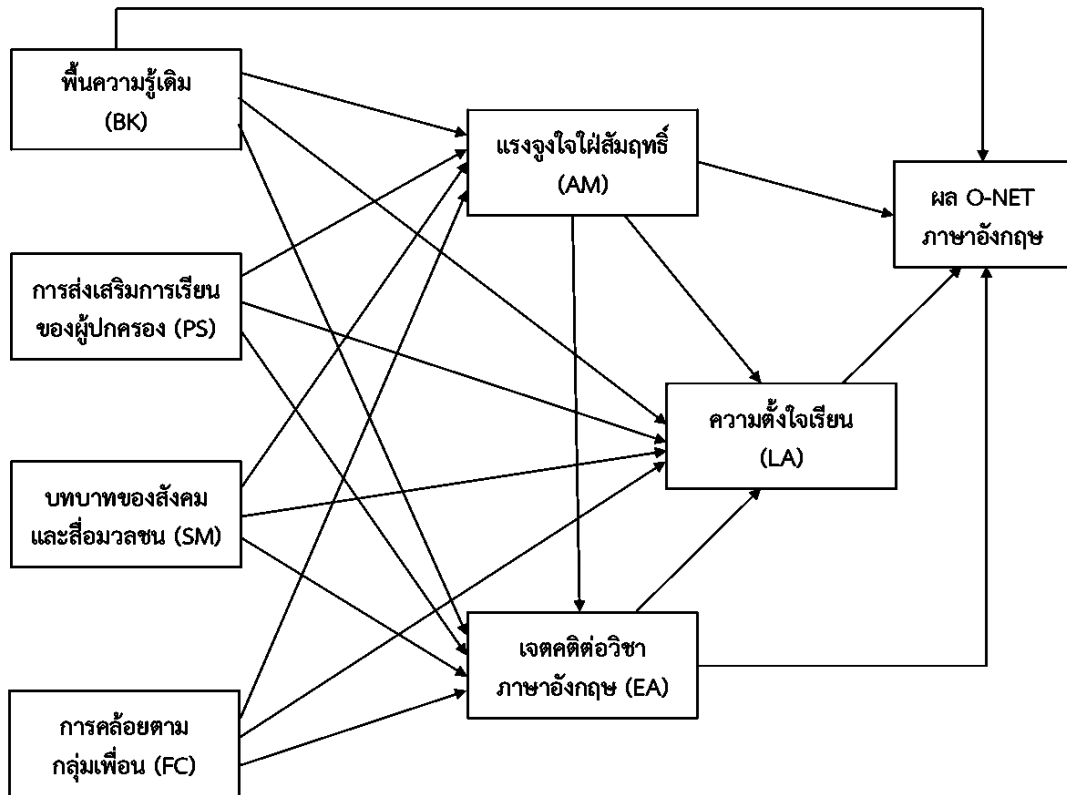 พื้นความรู้เดิม
(BK)
แรงจูงใจใฝ่สัมฤทธิ์
(AM)
ผล O-NET
ภาษาอังกฤษ
การส่งเสริมการเรียน
ของผู้ปกครอง (PS)
ความตั้งใจเรียน
(LA)
บทบาทของสังคม
และสื่อมวลชน (SM)
เจตคติต่อวิชา
ภาษาอังกฤษ (EA)
การคล้อยตาม
กลุ่มเพื่อน (FC)